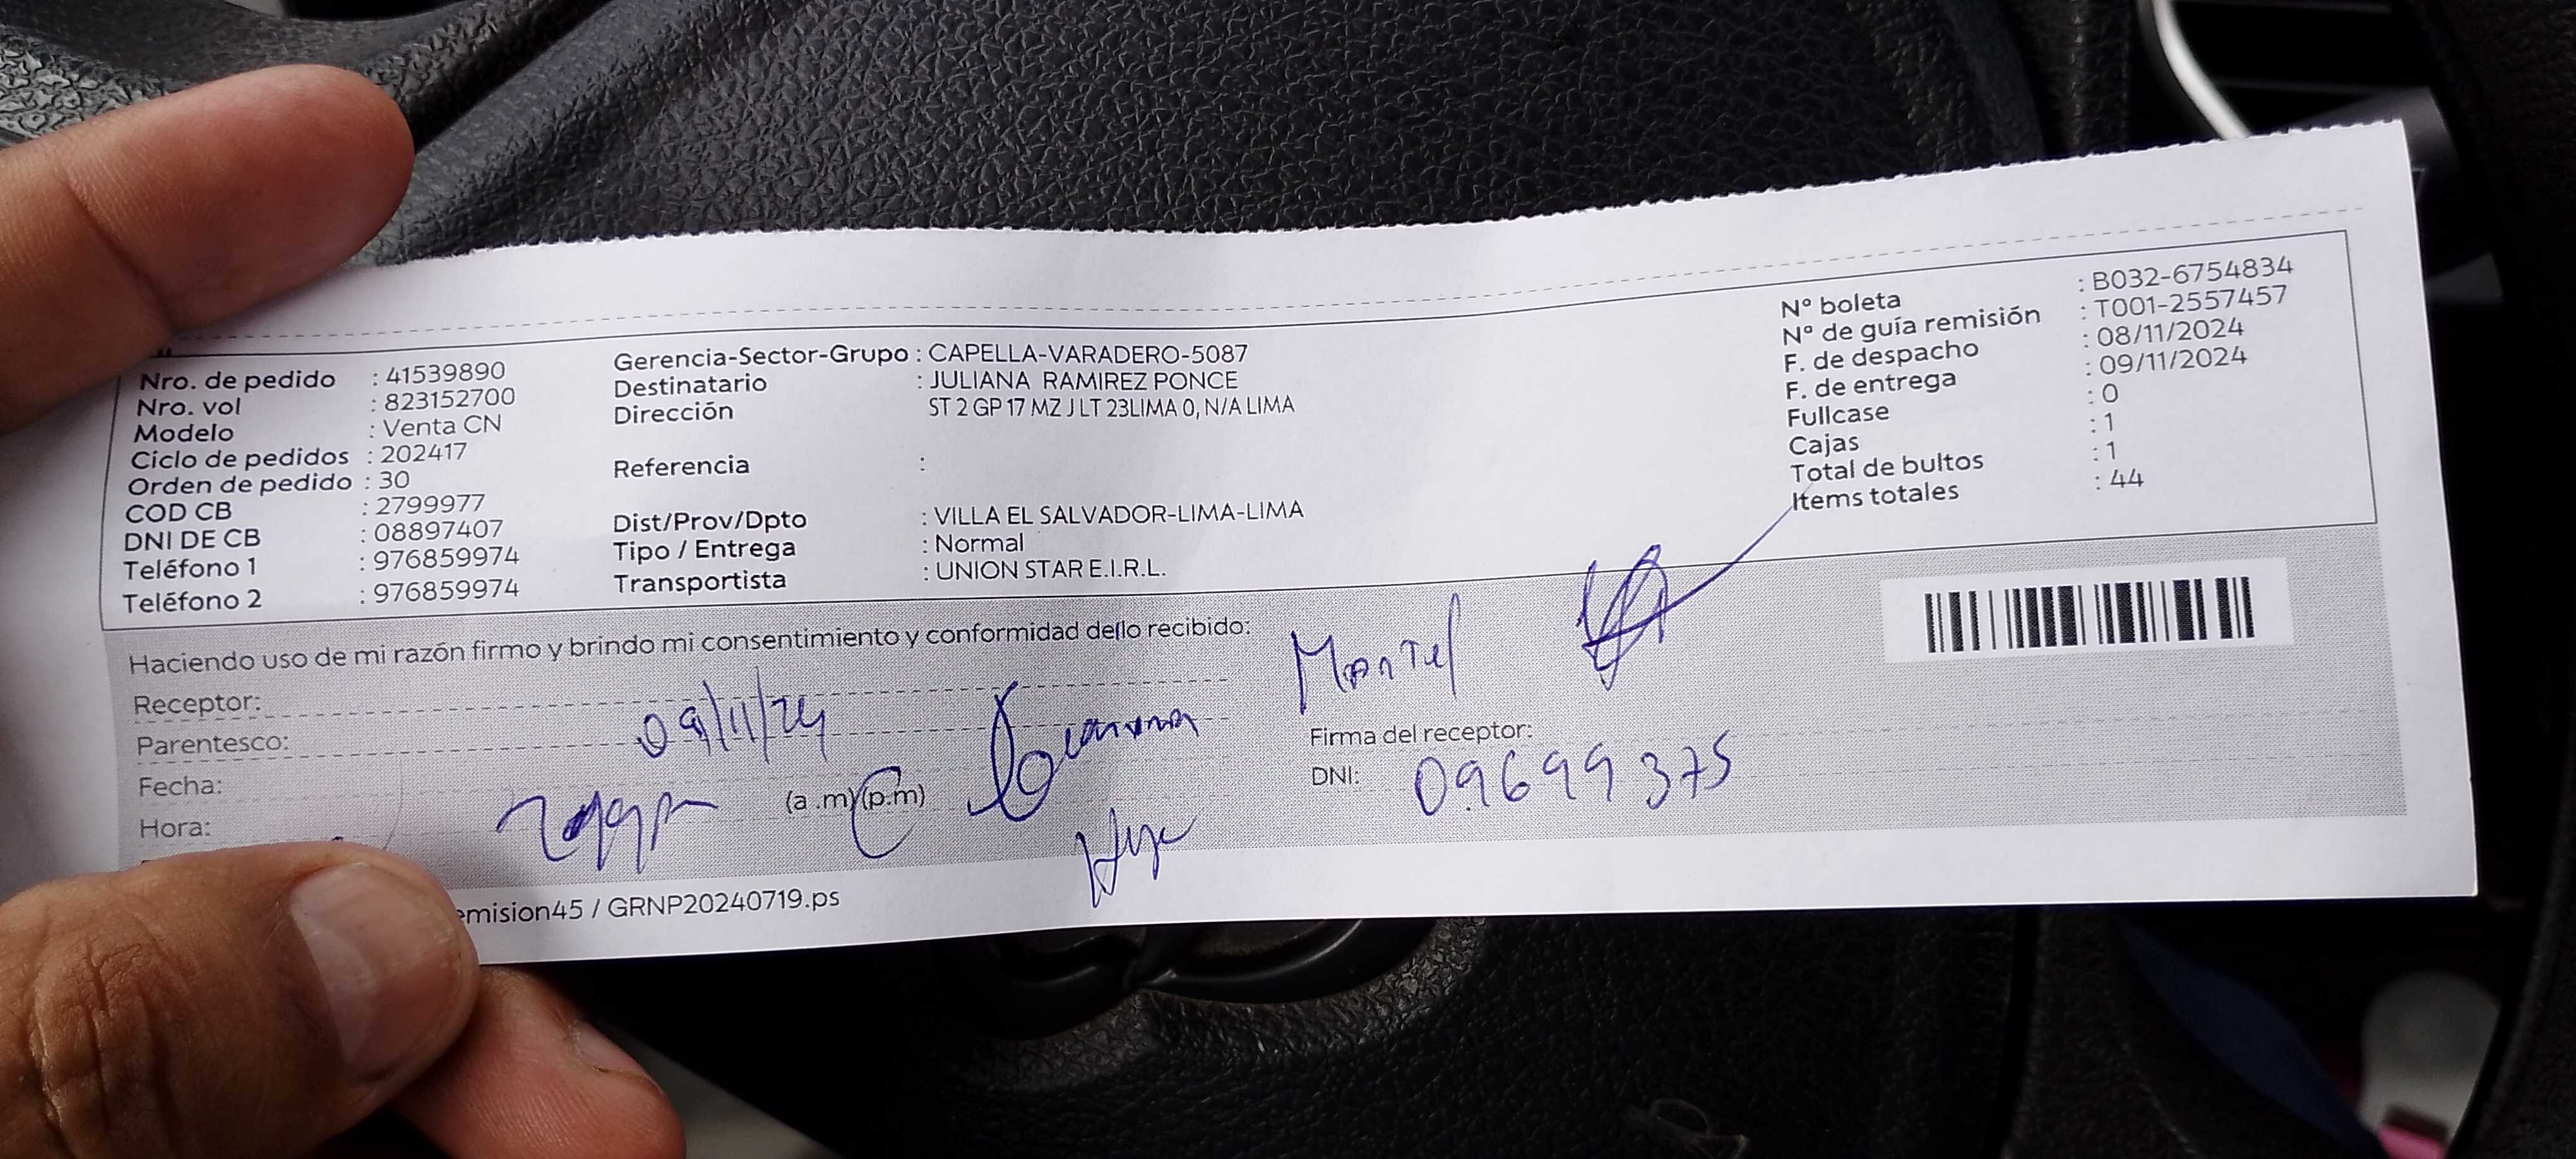 Nro. de pedido : 41539890
Nro. vol : 823152700
Modelo : Venta CN
Ciclo de pedidos : 202417
Orden de pedido : 30
COD CB : 2799977
DNI DE CB : 08897407
Teléfono 1 : 976859974
Teléfono 2 : 976859974
Gerencia-Sector-Grupo : CAPELLA-VARADERO-5087
Destinatario : JULIANA RAMIREZ PONCE
Dirección ST 2 GP 17 MZ J LT 23LIMA 0, N/A LIMA
Referencia :
Dist/Prov/Dpto : VILLA EL SALVADOR-LIMA-LIMA
Tipo / Entrega : Normal
Transportista : UNION STAR E.I.R.L.
Nº boleta : B032-6754834
Nº de guía remisión : T001-2557457
F. de despacho : 08/11/2024
F. de entrega : 09/11/2024
Fullcase : 0
Cajas : 1
Total de bultos : 1
Items totales : 44
Haciendo uso de mi razón firmo y brindo mi consentimiento y conformidad dello recibido:
Receptor:
Parentesco:
Fecha: 09/11/24
Hora: (a .m)(p.m)
Firma del receptor:
DNI: 09699375
emision45 / GRNP20240719.ps